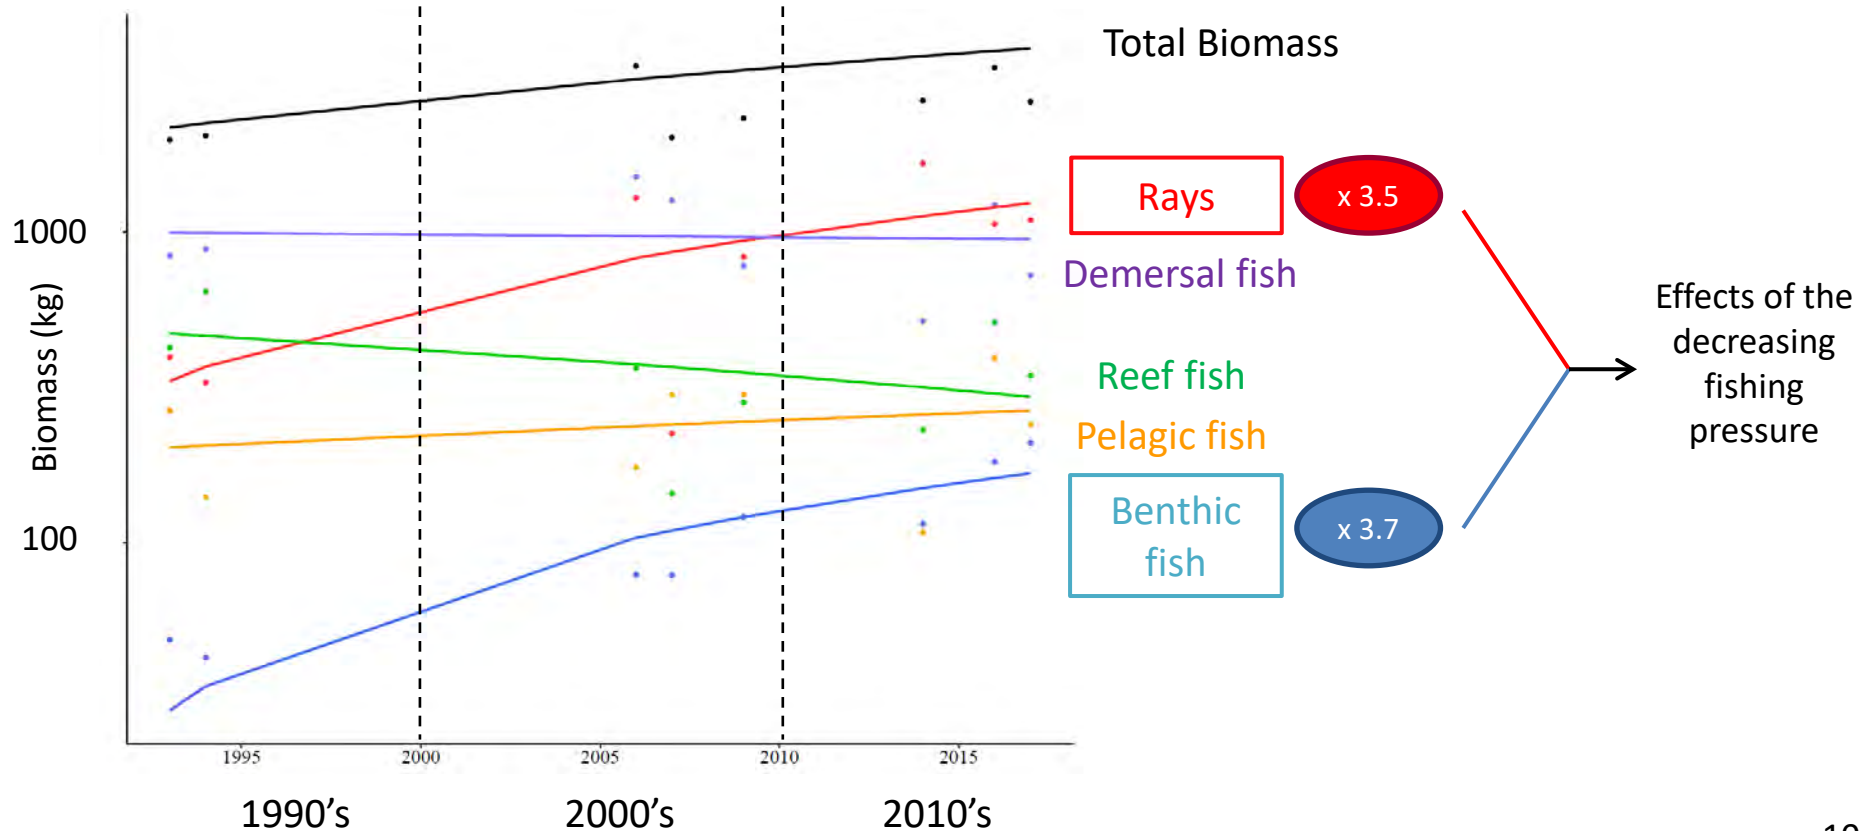 Total Biomass
1000
Rays
x 3.5
Demersal fish
Biomass (kg)
Effects of the
decreasing
fishing
pressure
Reef fish
Pelagic fish
100
Benthic
fish
x 3.7
1995
2000
2005
2010
2015
1990's
2000's
2010's